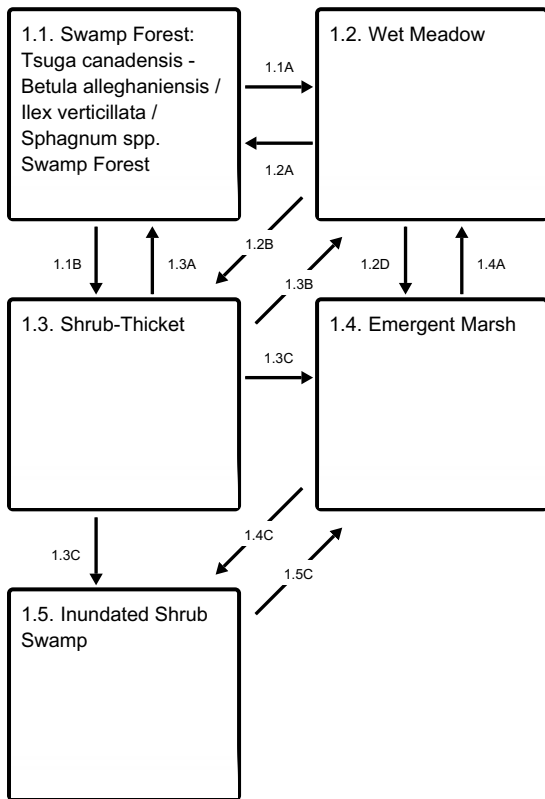 1.1. Swamp Forest:
Tsuga canadensis -
Betula alleghaniensis /
Ilex verticillata /
Sphagnum spp.
Swamp Forest
1.1A
1.2. Wet Meadow
1.2A
1.1B
1.3A
1.2B
1.3B
1.2D
1.4A
1.3. Shrub-Thicket
1.3C
1.4. Emergent Marsh
1.3C
1.4C
1.5C
1.5. Inundated Shrub
Swamp